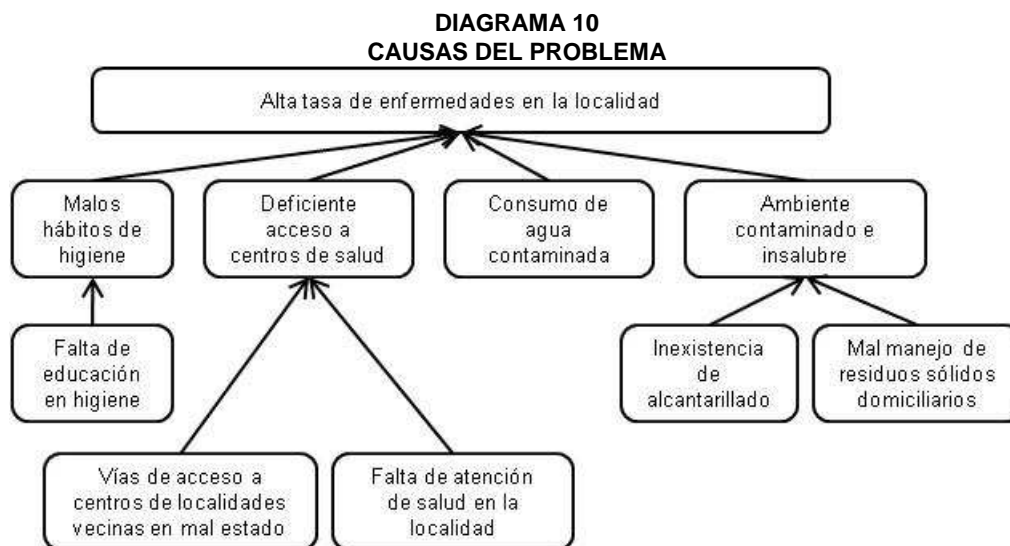 DIAGRAMA 10
CAUSAS DEL PROBLEMA
Alta tasa de enfermedades en la localidad
Malos
hábitos de
higiene
Deficiente
acceso a
centros de salud
Consumo de
agua
contaminada
Ambiente
contaminado e
insalubre
Falta de
educación
en higiene
Inexistencia
de
alcantarillado
Mal manejo de
residuos sólidos
domiciliarios
Vías de acceso a
centros de localidades
vecinas en mal estado
Falta de atención
de salud en la
localidad